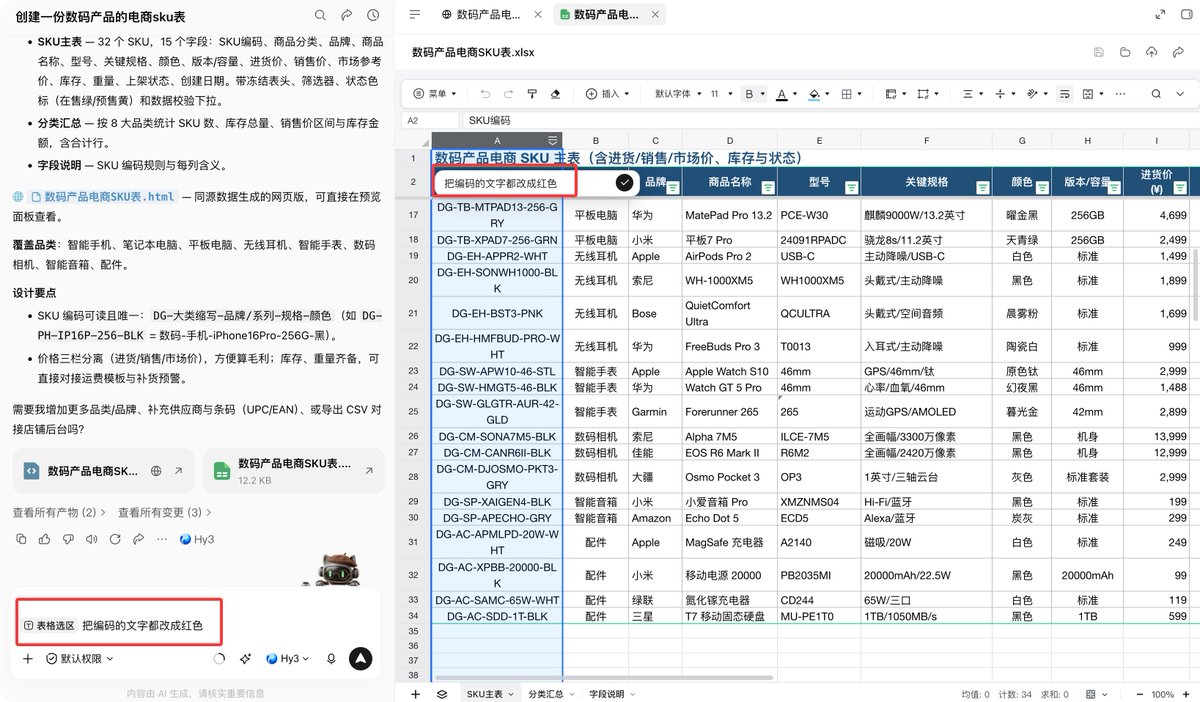 创建一份数码产品的电商sku表
• SKU主表 — 32 个 SKU，15 个字段：SKU编码、商品分类、品牌、商品
名称、型号、关键规格、颜色、版本/容量、进货价、销售价、市场参考
价、库存、重量、上架状态、创建日期。带冻结表头、筛选器、状态色
标（在售绿/预售黄）和数据校验下拉。
• 分类汇总 — 按 8 大品类统计 SKU 数、库存总量、销售价区间与库存金
额，含合计行。
• 字段说明 — SKU 编码规则与每列含义。
数码产品电商SKU表.html — 同源数据生成的网页版，可直接在预览
面板查看。
覆盖品类：智能手机、笔记本电脑、平板电脑、无线耳机、智能手表、数码
相机、智能音箱、配件。
设计要点
• SKU 编码可读且唯一：DG-大类缩写-品牌/系列-规格-颜色 （如 DG-
PH-IP16P-256-BLK = 数码-手机-iPhone16Pro-256G-黑）。
• 价格三栏分离（进货/销售/市场价），方便算毛利；库存、重量齐备，可
直接对接运费模板与补货预警。
需要我增加更多品类/品牌、补充供应商与条码（UPC/EAN）、或导出 CSV 对
接店铺后台吗？
数码产品电商SK...
数码产品电商SKU表....
12.2 KB
查看所有产物 (2) >
查看所有变更 (3) >
Hy3
表格选区 把编码的文字都改成红色
默认权限
Hy3
内容由 AI 生成，请核实重要信息
数码产品电...
数码产品电...
数码产品电商SKU表.xlsx
菜单 插入 默认字体 11 B A
A2 SKU编码
A B C D E F G H I
1 数码产品电商 SKU 主表（含进货/销售/市场价、库存与状态）
2 把编码的文字都改成红色 品牌 商品名称 型号 关键规格 颜色 版本/容量 进货价(¥)
17 DG-TB-MTPAD13-256-GRY 平板电脑 华为 MatePad Pro 13.2 PCE-W30 麒麟9000W/13.2英寸 曜金黑 256GB 4,699
18 DG-TB-XPAD7-256-GRN 平板电脑 小米 平板7 Pro 24091RPADC 骁龙8s/11.2英寸 天青绿 256GB 2,499
19 DG-EH-APPR2-WHT 无线耳机 Apple AirPods Pro 2 USB-C 主动降噪/USB-C 白色 标准 1,499
20 DG-EH-SONWH1000-BLK 无线耳机 索尼 WH-1000XM5 WH1000XM5 头戴式/主动降噪 黑色 标准 1,899
21 DG-EH-BST3-PNK 无线耳机 Bose QuietComfort Ultra QCULTRA 头戴式/空间音频 晨雾粉 标准 1,699
22 DG-EH-HMFBUD-PRO-WHT 无线耳机 华为 FreeBuds Pro 3 T0013 入耳式/主动降噪 陶瓷白 标准 999
23 DG-SW-APW10-46-STL 智能手表 Apple Apple Watch S10 46mm GPS/46mm/钛 原色钛 标准 2,999
24 DG-SW-HMGT5-46-BLK 智能手表 华为 Watch GT 5 Pro 46mm 心率/血氧/46mm 幻夜黑 标准 1,488
25 DG-SW-GLGTR-AUR-42-GLD 智能手表 Garmin Forerunner 265 265 运动GPS/AMOLED 暮光金 42mm 2,899
26 DG-CM-SONA7M5-BLK 数码相机 索尼 Alpha 7M5 ILCE-7M5 全画幅/3300万像素 黑色 机身 13,999
27 DG-CM-CANR6II-BLK 数码相机 佳能 EOS R6 Mark II R6M2 全画幅/2420万像素 黑色 机身 12,999
28 DG-CM-DJOSMO-PKT3-GRY 数码相机 大疆 Osmo Pocket 3 OP3 1英寸/三轴云台 灰色 标准套装 2,999
29 DG-SP-XAIGEN4-BLK 智能音箱 小米 小爱音箱 Pro XMZNMS04 Hi-Fi/蓝牙 黑色 标准 199
30 DG-SP-APECHO-GRY 智能音箱 Amazon Echo Dot 5 ECD5 Alexa/蓝牙 炭灰 标准 299
31 DG-AC-APMLPD-20W-WHT 配件 Apple MagSafe 充电器 A2140 磁吸/20W 白色 标准 249
32 DG-AC-XPBB-20000-BLK 配件 小米 移动电源 20000 PB2035MI 20000mAh/22.5W 黑色 20000mAh 99
33 DG-AC-SAMC-65W-WHT 配件 绿联 氮化镓充电器 CD244 65W/三口 白色 标准 119
34 DG-AC-SDD-1T-BLK 配件 三星 T7 移动固态硬盘 MU-PE1T0 1TB/1050MB/s 黑色 1TB 599
35
36
37
38
SKU主表 分类汇总 字段说明 均值: 0 计数: 34 求和: 0 100%